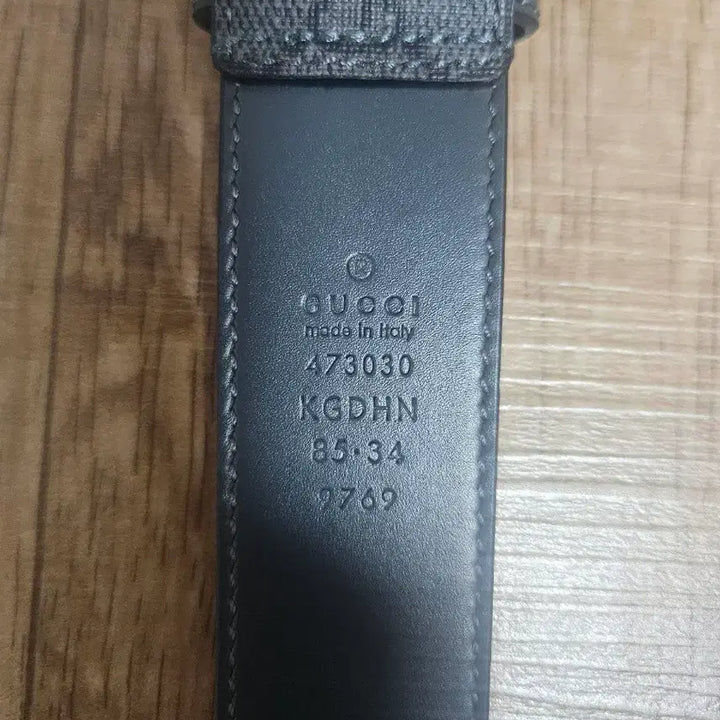 ®
GUCCI
made in Italy
473030
KGDHN
85·34
9769